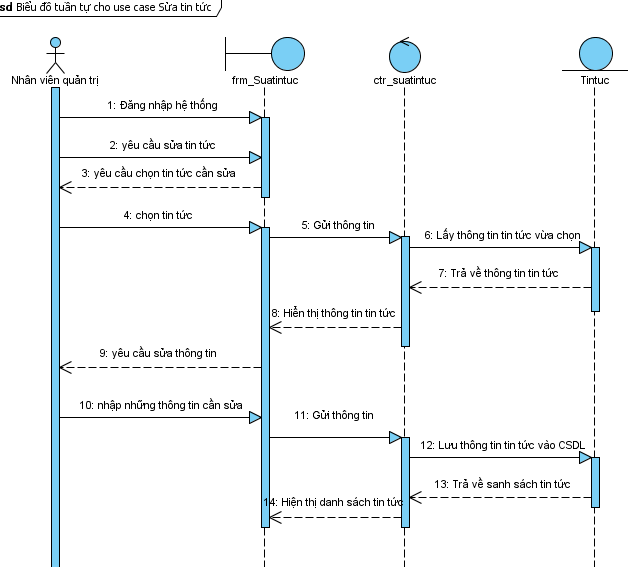 sd Biểu đồ tuần tự cho use case Sửa tin tức
Nhân viên quản trị
frm_Suatintuc
ctr_suatintuc
Tintuc
1: Đăng nhập hệ thống
2: yêu cầu sửa tin tức
3: yêu cầu chọn tin tức cần sửa
4: chọn tin tức
5: Gửi thông tin
6: Lấy thông tin tin tức vừa chọn
7: Trả về thông tin tin tức
8: Hiển thị thông tin tin tức
9: yêu cầu sửa thông tin
10: nhập những thông tin cần sửa
11: Gửi thông tin
12: Lưu thông tin tin tức vào CSDL
13: Trả về sanh sách tin tức
14: Hiện thị danh sách tin tức